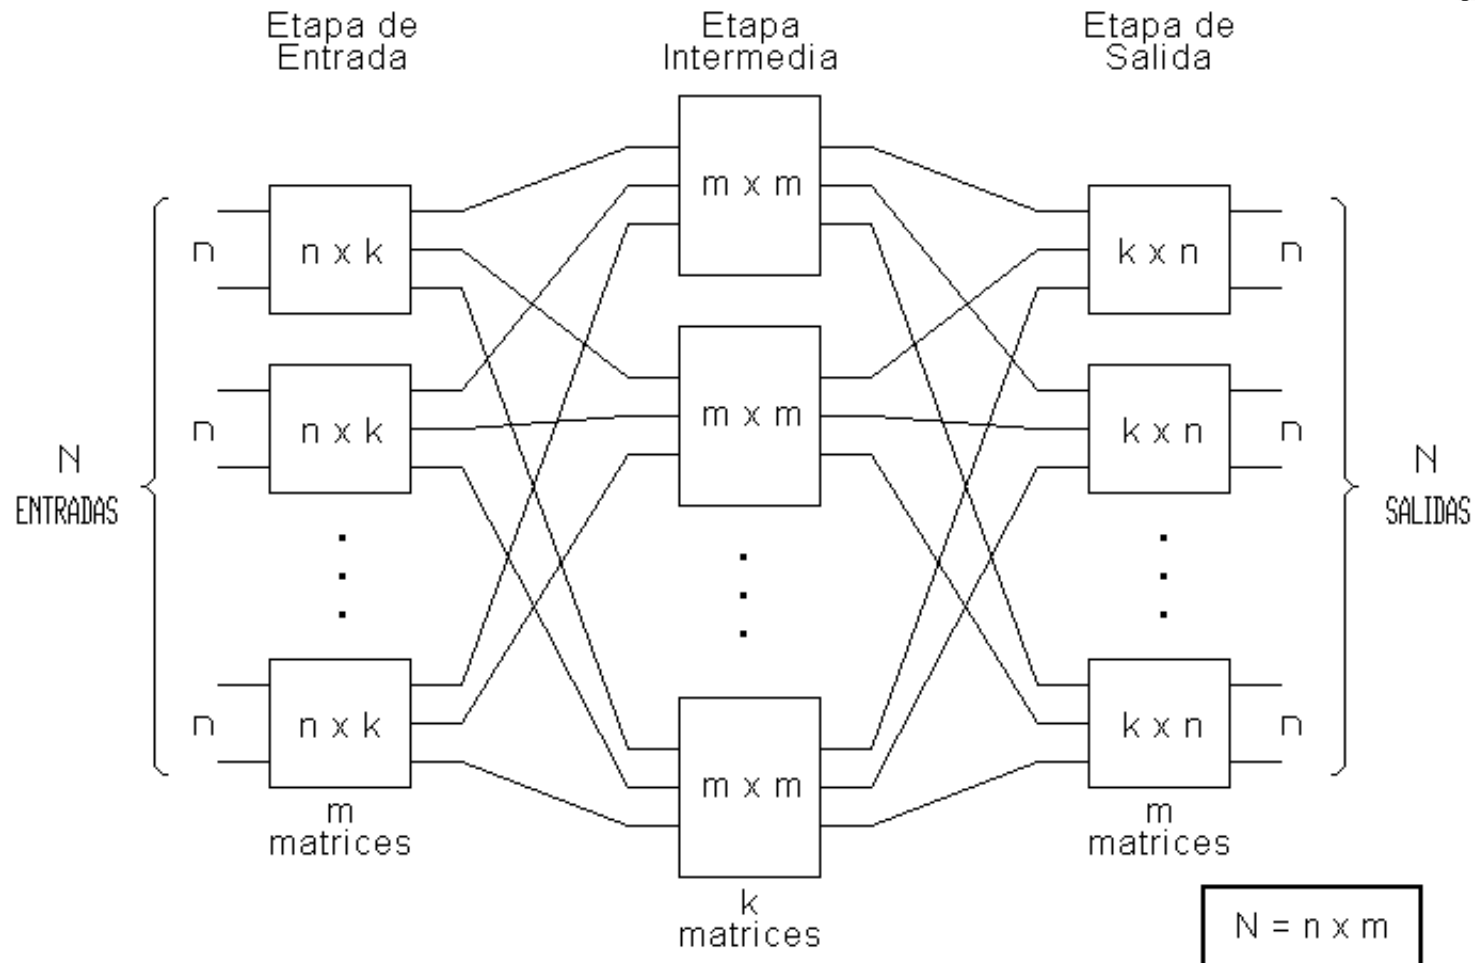 Etapa de
Entrada
Etapa
Intermedia
Etapa de
Salida
m x m
n
n x k
k x n
n
n
n x k
m x m
k x n
n
N
ENTRADAS
N
SALIDAS
n
n x k
m x m
k x n
n
m
matrices
m
matrices
k
matrices
N = n x m